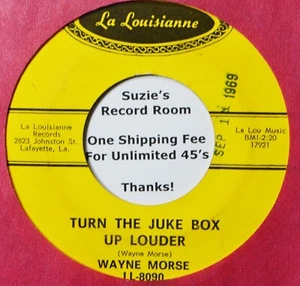 La Louisianne
Suzie's
Record Room
One Shipping Fee
For Unlimited 45's
Thanks!
La Louisianne
Records
2823 Johnston St.
Lafayette, La.
SEP 1969
La Lou Music
BMI-2:20
17921
TURN THE JUKE BOX
UP LOUDER
(Wayne Morse)
WAYNE MORSE
LL-8090